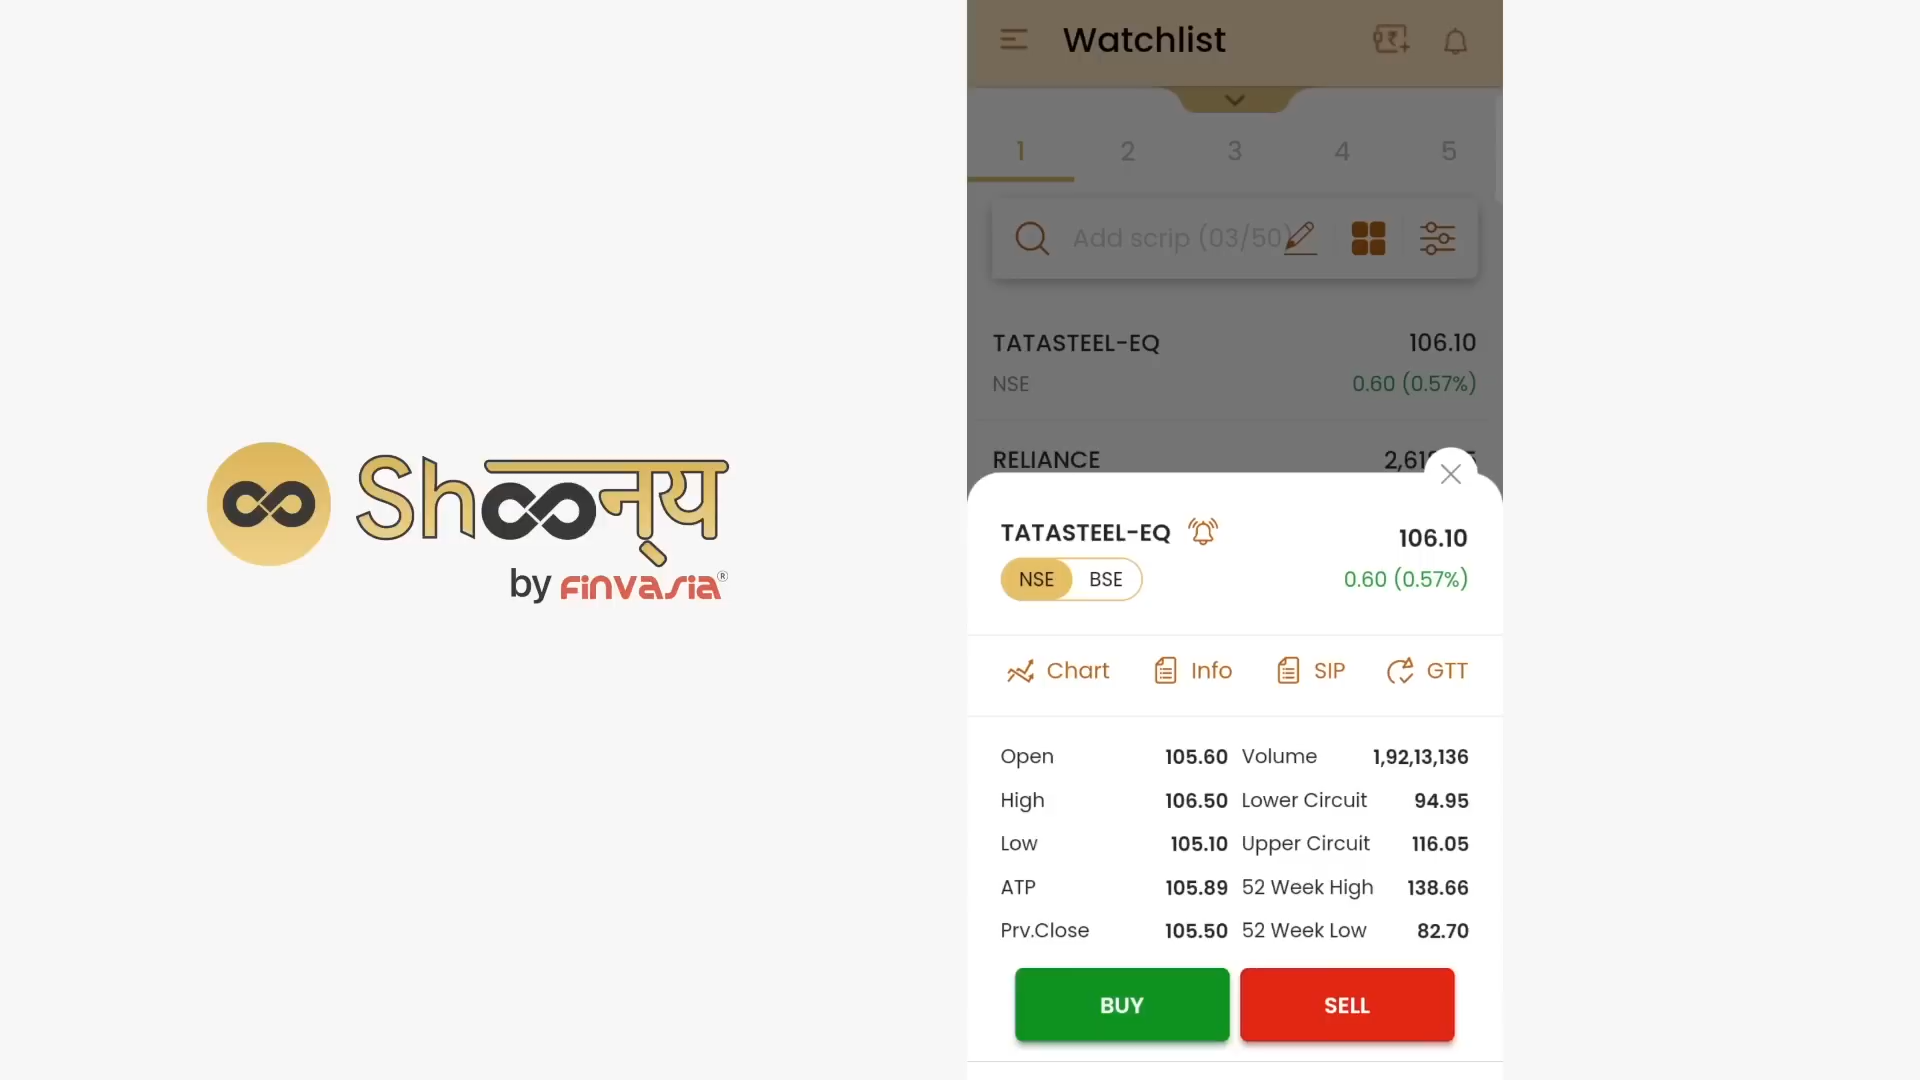 Shoonय
by FINVASIA®
Watchlist
1 2 3 4 5
Add scrip (03/50)
TATASTEEL-EQ 106.10
NSE 0.60 (0.57%)
RELIANCE
TATASTEEL-EQ 106.10
NSE BSE 0.60 (0.57%)
Chart Info SIP GTT
Open 105.60 Volume 1,92,13,136
High 106.50 Lower Circuit 94.95
Low 105.10 Upper Circuit 116.05
ATP 105.89 52 Week High 138.66
Prv.Close 105.50 52 Week Low 82.70
BUY SELL